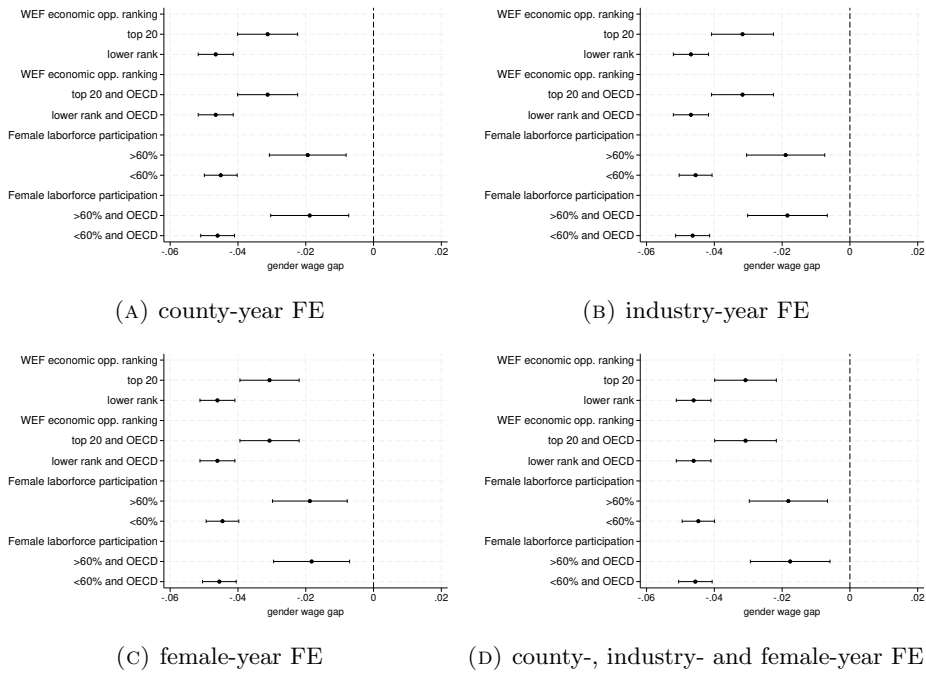 WEF economic opp. ranking
top 20
lower rank
WEF economic opp. ranking
top 20 and OECD
lower rank and OECD
Female laborforce participation
>60%
<60%
Female laborforce participation
>60% and OECD
<60% and OECD
-.06 -.04 -.02 0 .02
gender wage gap
(A) county-year FE
WEF economic opp. ranking
top 20
lower rank
WEF economic opp. ranking
top 20 and OECD
lower rank and OECD
Female laborforce participation
>60%
<60%
Female laborforce participation
>60% and OECD
<60% and OECD
-.06 -.04 -.02 0 .02
gender wage gap
(B) industry-year FE
WEF economic opp. ranking
top 20
lower rank
WEF economic opp. ranking
top 20 and OECD
lower rank and OECD
Female laborforce participation
>60%
<60%
Female laborforce participation
>60% and OECD
<60% and OECD
-.06 -.04 -.02 0 .02
gender wage gap
(C) female-year FE
WEF economic opp. ranking
top 20
lower rank
WEF economic opp. ranking
top 20 and OECD
lower rank and OECD
Female laborforce participation
>60%
<60%
Female laborforce participation
>60% and OECD
<60% and OECD
-.06 -.04 -.02 0 .02
gender wage gap
(D) county-, industry- and female-year FE